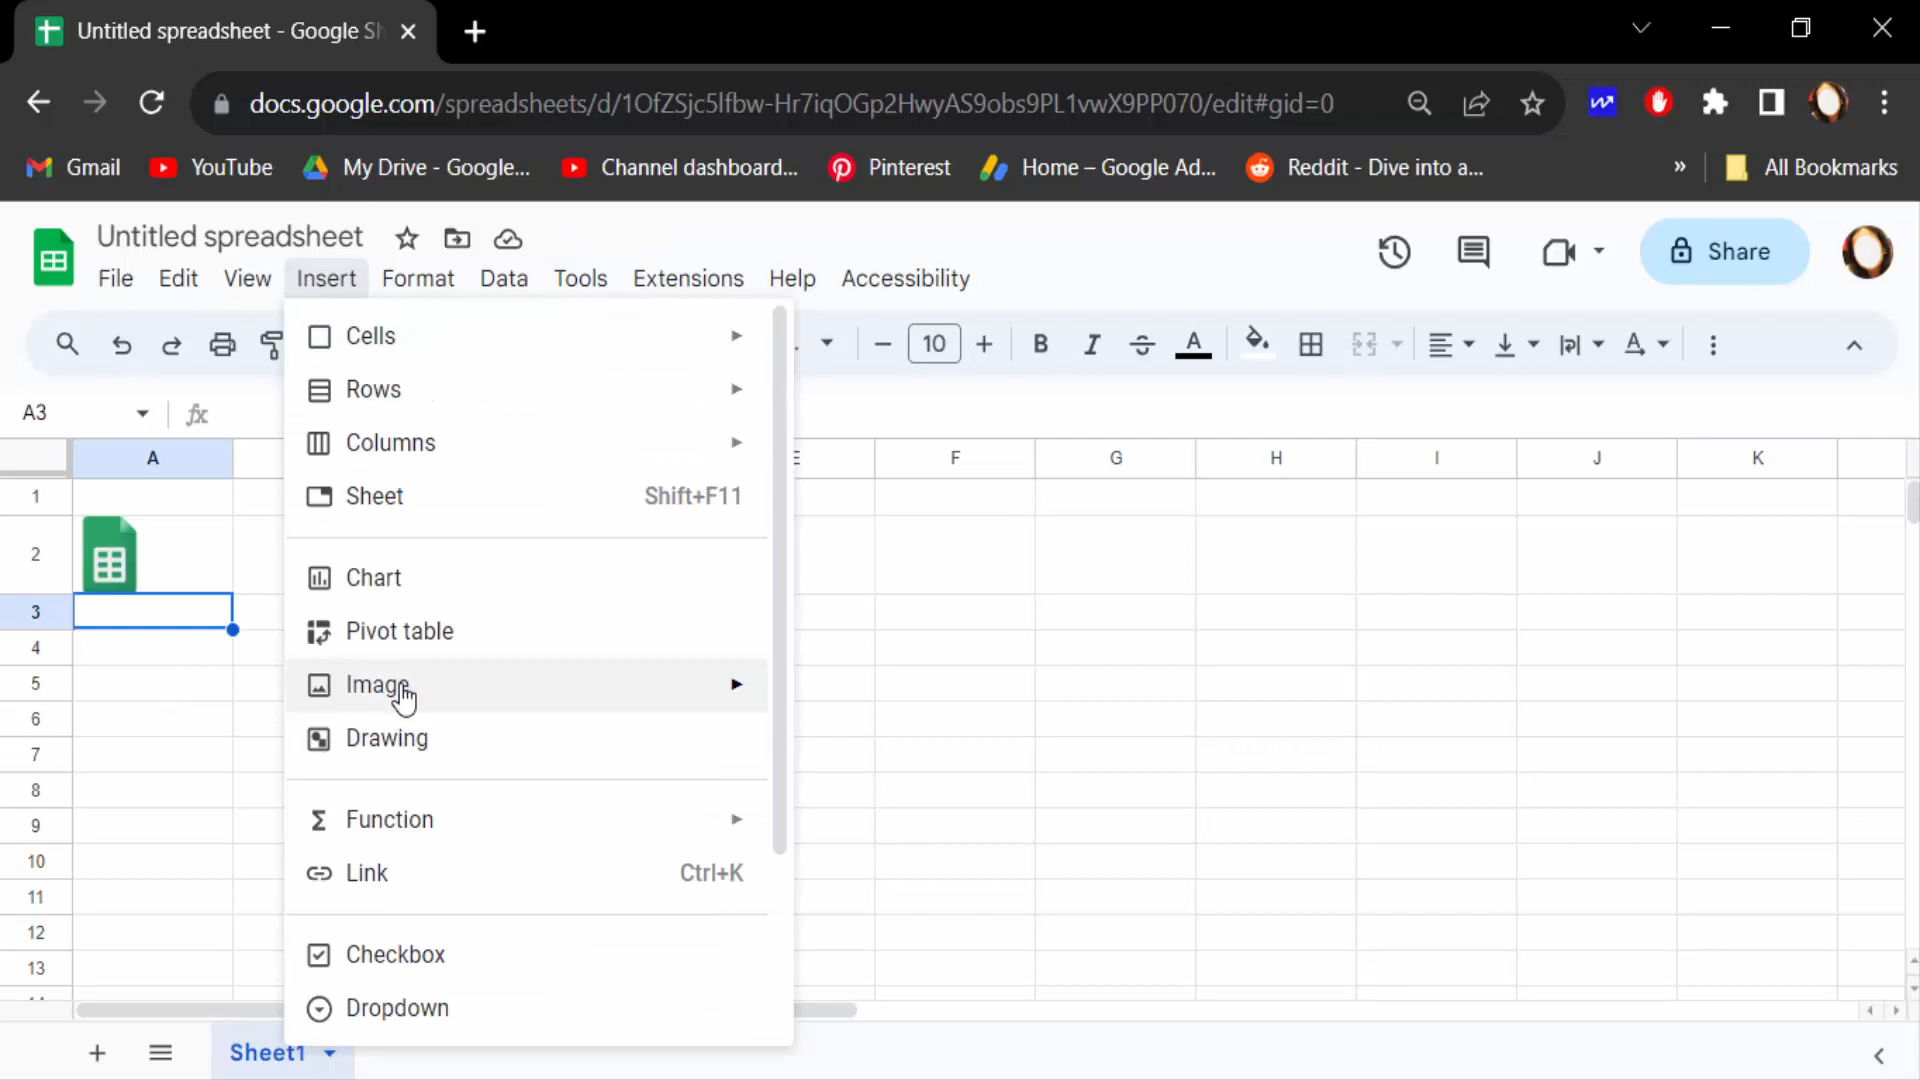 Untitled spreadsheet - Google Sh
docs.google.com/spreadsheets/d/1OfZSjc5lfbw-Hr7iqOGp2HwyAS9obs9PL1vwX9PP070/edit#gid=0
Gmail YouTube My Drive - Google... Channel dashboard... Pinterest Home – Google Ad... Reddit - Dive into a... » All Bookmarks
Untitled spreadsheet
Share
File Edit View Insert Format Data Tools Extensions Help Accessibility
10 B I S A
A3 fx
A E F G H I J K
1
2
3
4
5
6
7
8
9
10
11
12
13
Cells
Rows
Columns
Sheet Shift+F11
Chart
Pivot table
Image
Drawing
Function
Link Ctrl+K
Checkbox
Dropdown
Sheet1